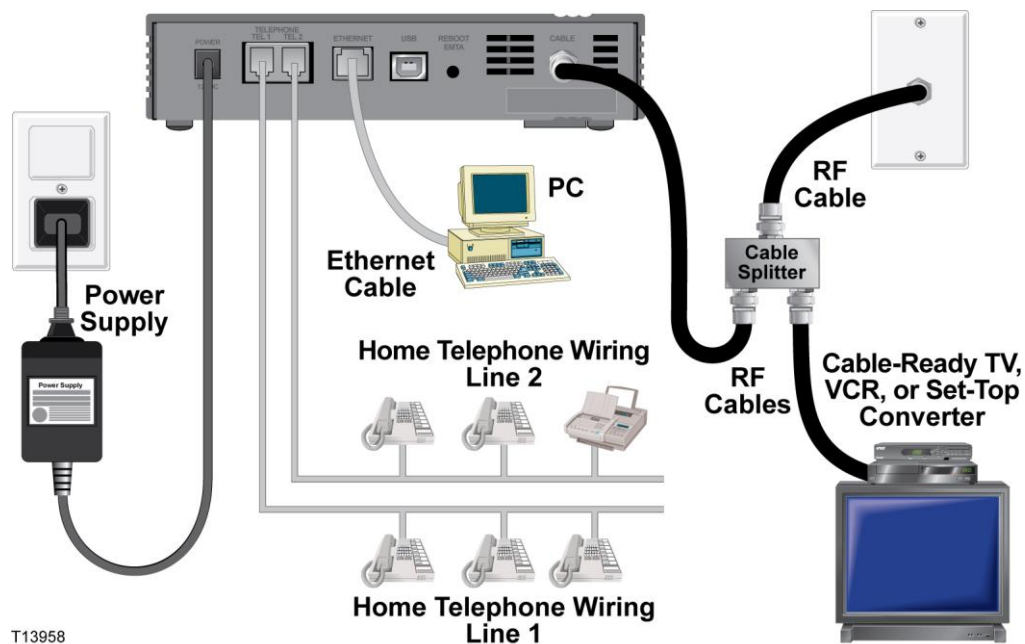 POWER
TELEPHONE
TEL 1 TEL 2
ETHERNET
USB
REBOOT
EMTA
CABLE
RF
Cable
PC
Cable
Splitter
Ethernet
Cable
Power
Supply
Power Supply
Home Telephone Wiring
Line 2
RF
Cables
Cable-Ready TV,
VCR, or Set-Top
Converter
Home Telephone Wiring
Line 1
T13958